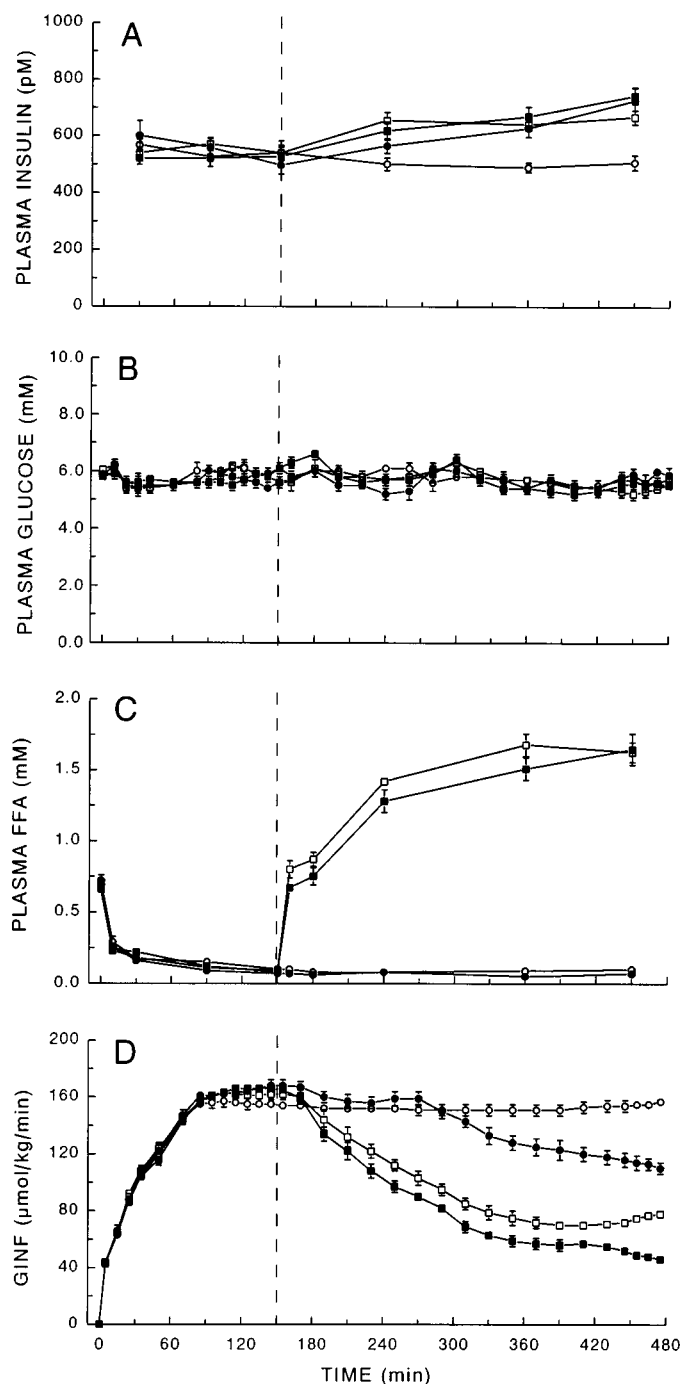 A
PLASMA INSULIN (pM)
1000
800
600
400
200
0
B
PLASMA GLUCOSE (mM)
10.0
8.0
6.0
4.0
2.0
0.0
C
PLASMA FFA (mM)
2.0
1.5
1.0
0.5
0.0
D
GINF (µmol/kg/min)
200
160
120
80
40
0
0 60 120 180 240 300 360 420 480
TIME (min)